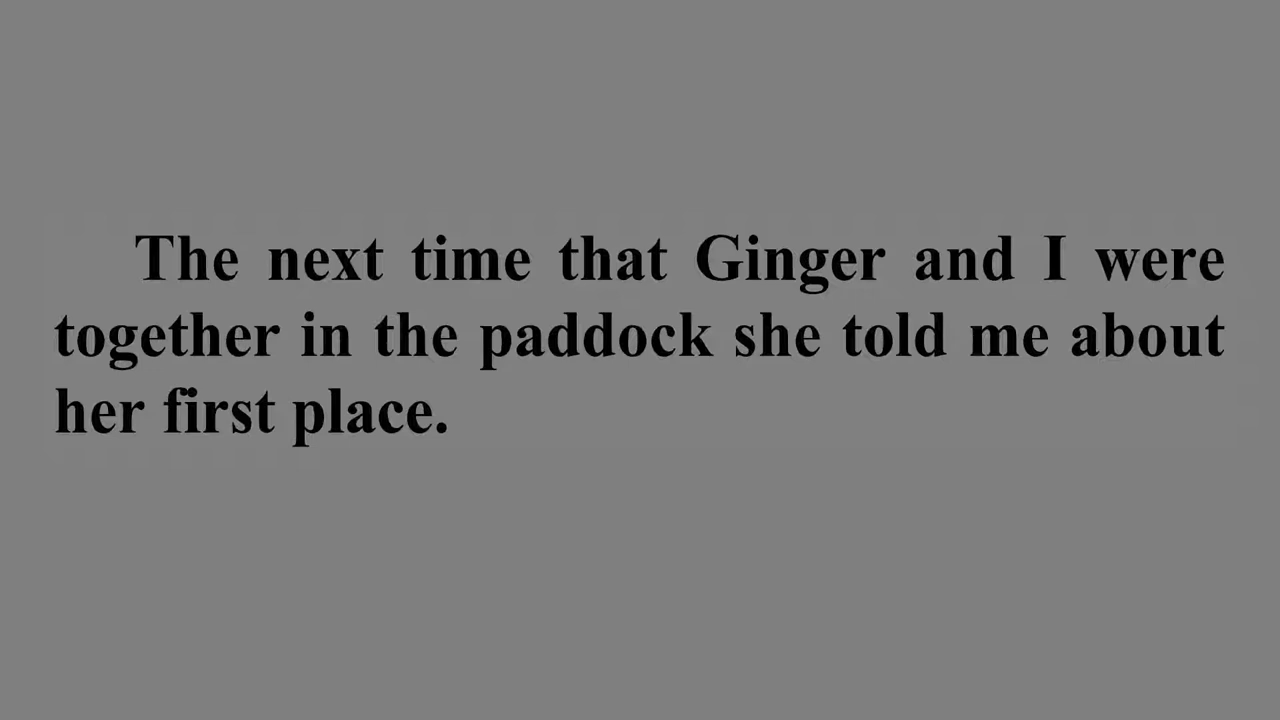 The next time that Ginger and I were
together in the paddock she told me about
her first place.